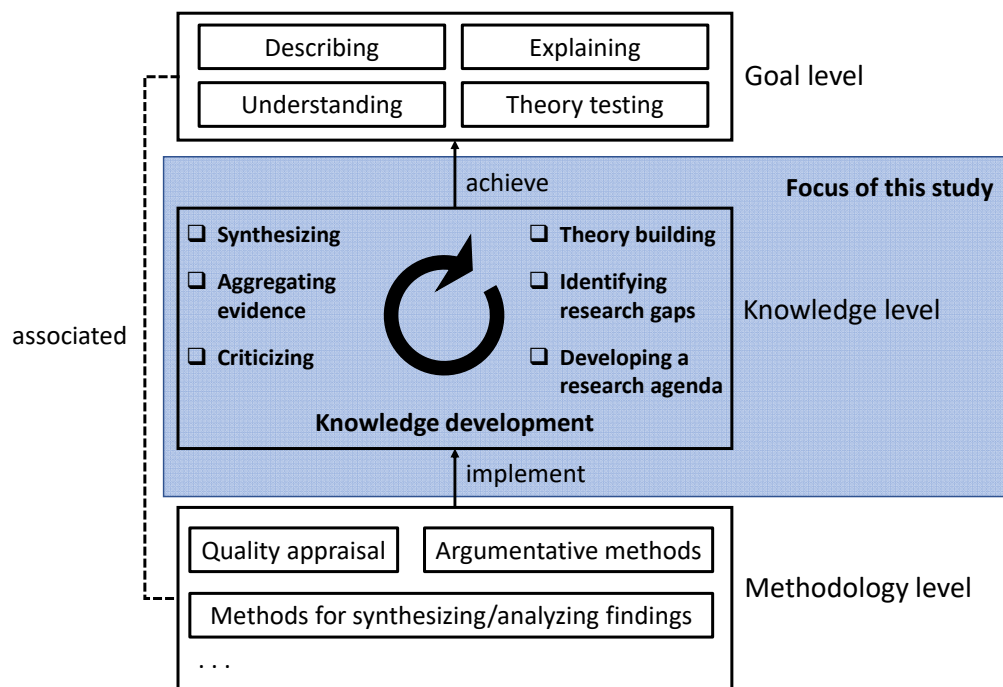 Describing
Explaining
Understanding
Theory testing
Goal level
achieve
Focus of this study
Synthesizing
Aggregating
evidence
Criticizing
Theory building
Identifying
research gaps
Developing a
research agenda
Knowledge development
Knowledge level
associated
implement
Quality appraisal
Argumentative methods
Methods for synthesizing/analyzing findings
. . .
Methodology level